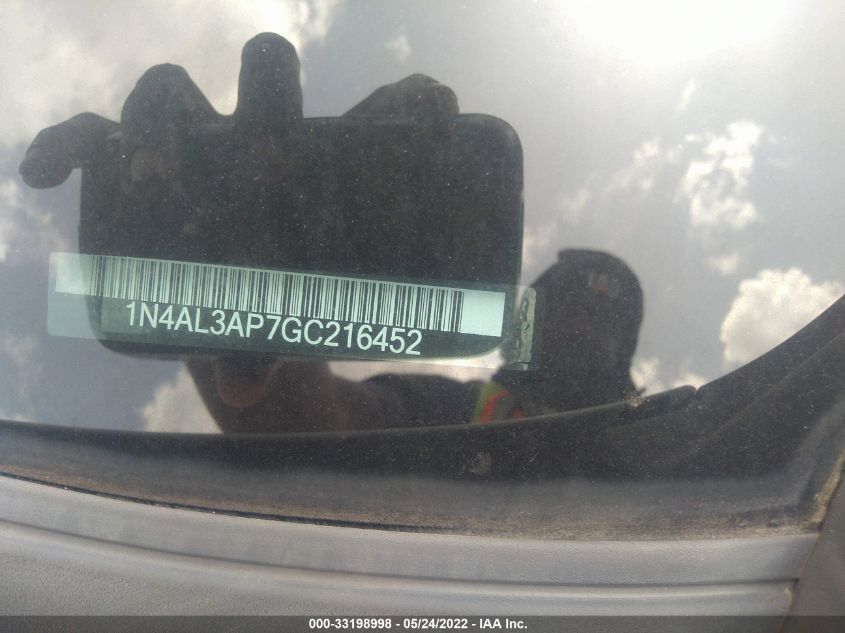 1N4AL3AP7GC216452
000-33198998 - 05/24/2022 - IAA Inc.